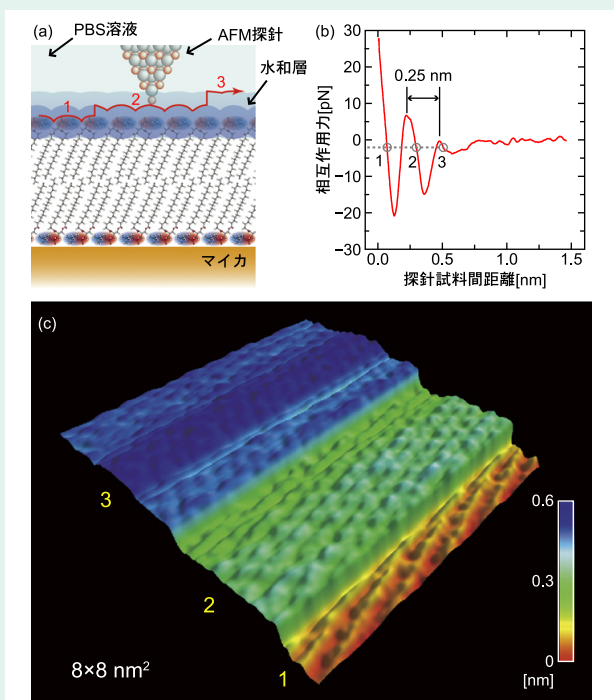 (a)
PBS溶液
AFM探針
水和層
1
2
3
マイカ
(b)
相互作用力[pN]
30
20
10
0
−10
−20
−30
0.25 nm
1
2
3
0.0
0.5
1.0
1.5
探針試料間距離[nm]
(c)
3
2
1
8×8 nm²
0.6
0.3
0
[nm]